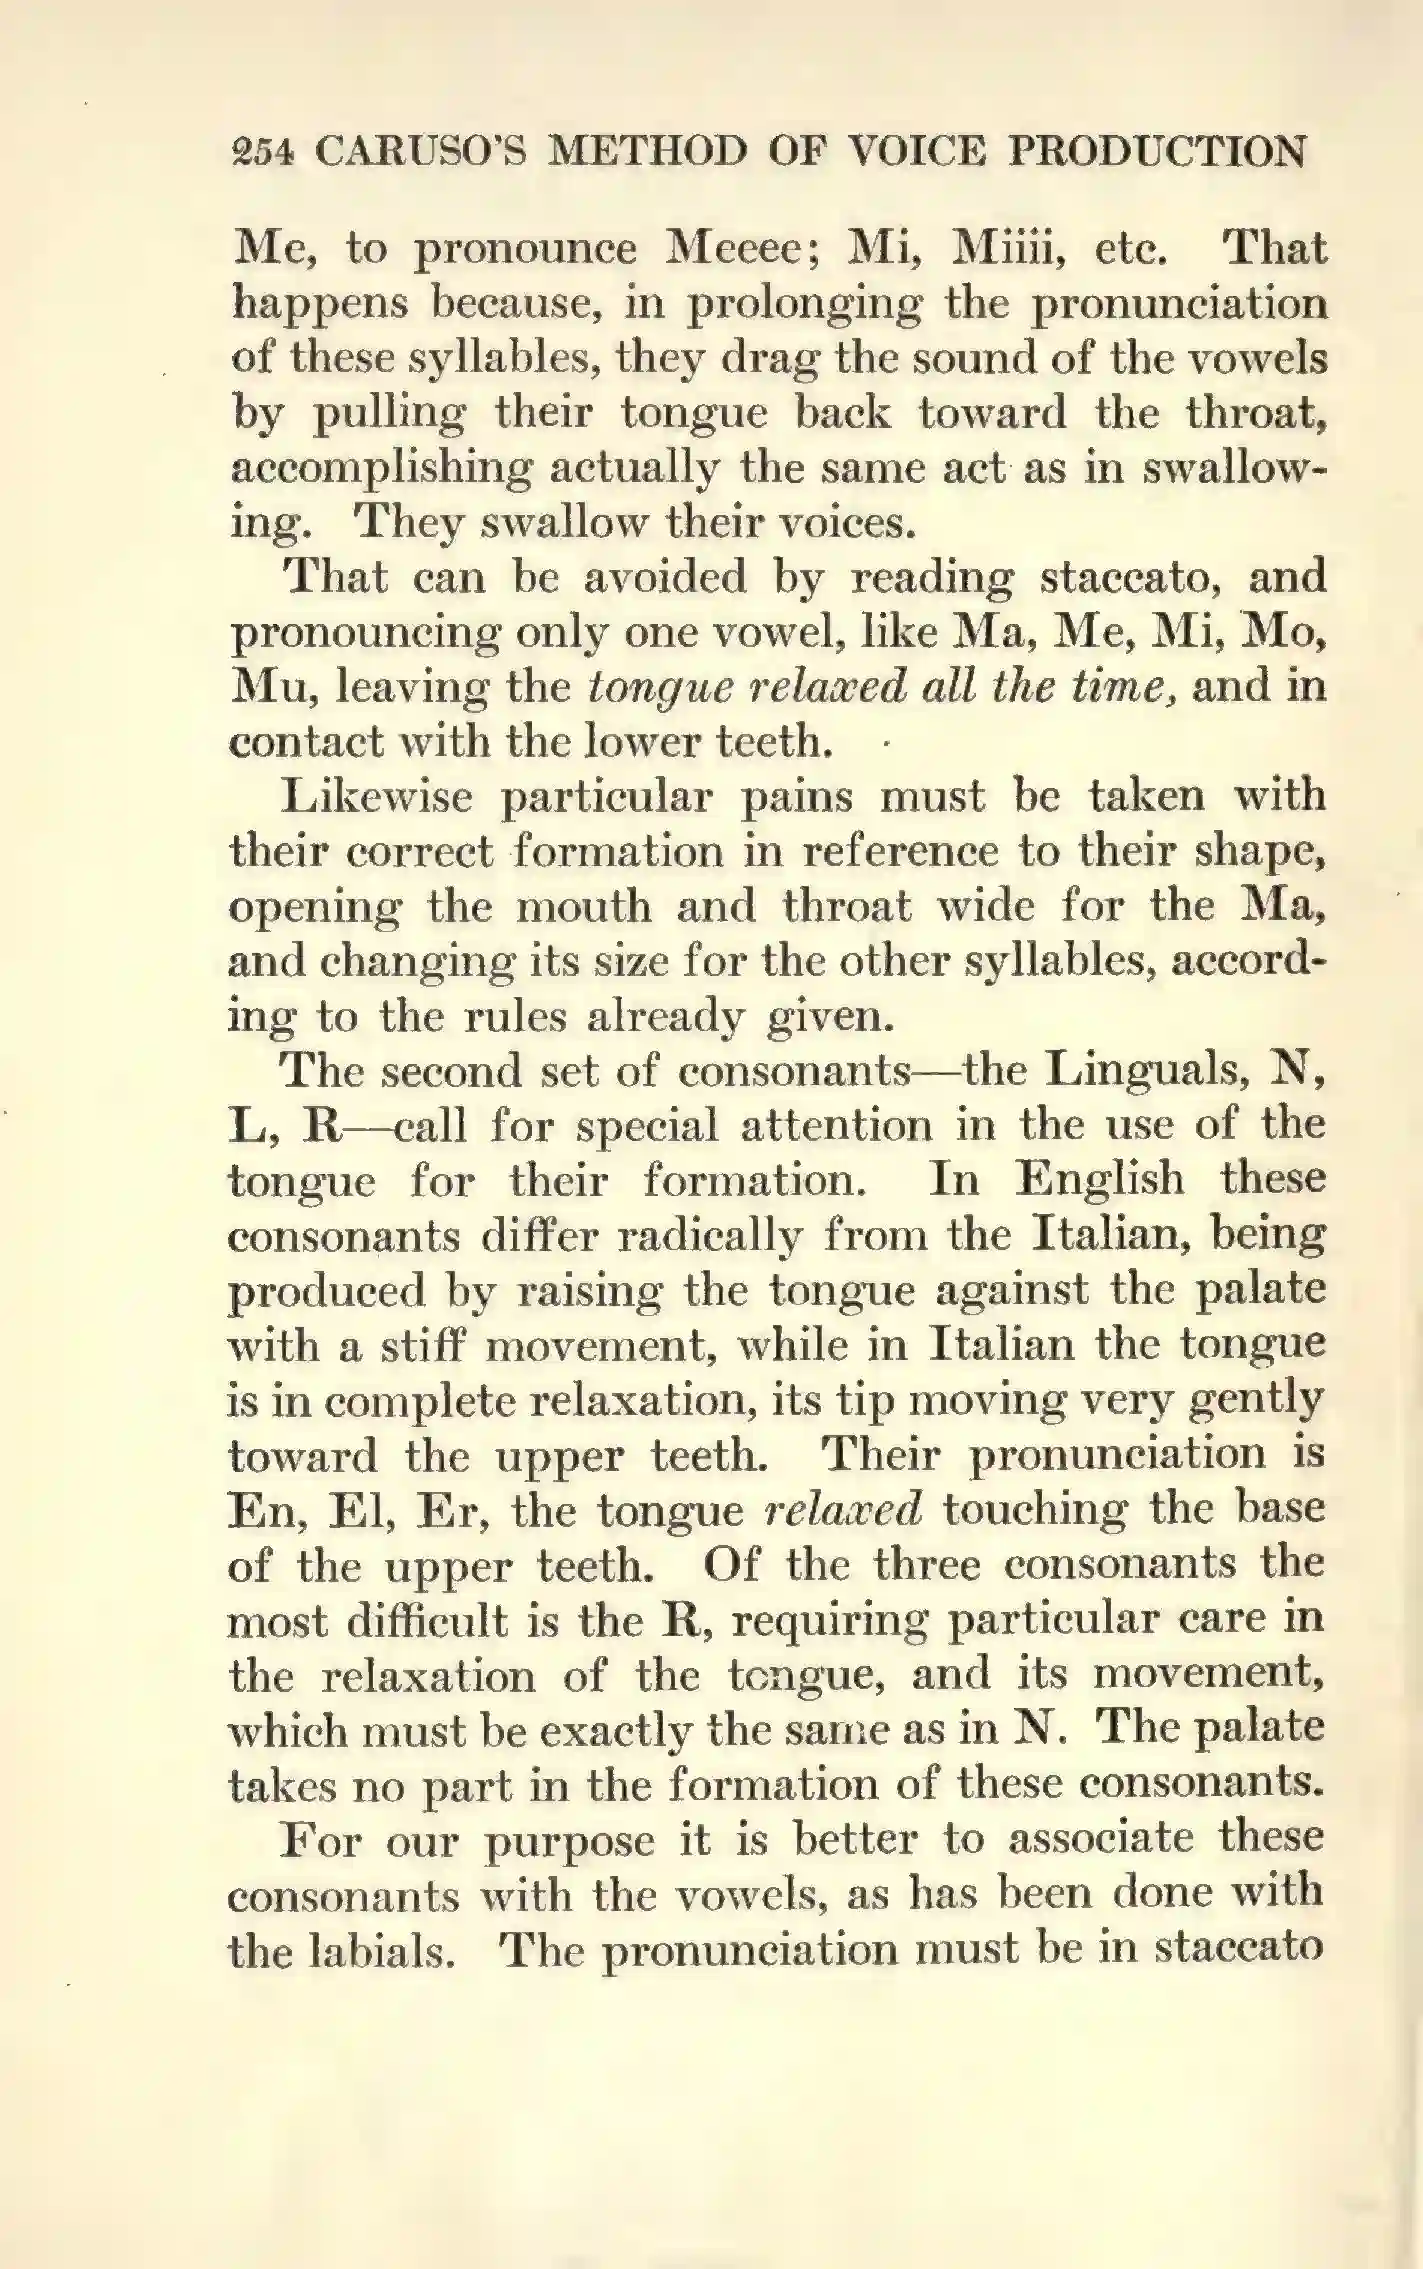 254 CARUSO'S METHOD OF VOICE PRODUCTION
Me, to pronounce Meeee; Mi, Miiii, etc. That
happens because, in prolonging the pronunciation
of these syllables, they drag the sound of the vowels
by pulling their tongue back toward the throat,
accomplishing actually the same act as in swallow-
ing. They swallow their voices.
That can be avoided by reading staccato, and
pronouncing only one vowel, like Ma, Me, Mi, Mo,
Mu, leaving the tongue relaxed all the time, and in
contact with the lower teeth.
Likewise particular pains must be taken with
their correct formation in reference to their shape,
opening the mouth and throat wide for the Ma,
and changing its size for the other syllables, accord-
ing to the rules already given.
The second set of consonants—the Linguals, N,
L, R—call for special attention in the use of the
tongue for their formation. In English these
consonants differ radically from the Italian, being
produced by raising the tongue against the palate
with a stiff movement, while in Italian the tongue
is in complete relaxation, its tip moving very gently
toward the upper teeth. Their pronunciation is
En, El, Er, the tongue relaxed touching the base
of the upper teeth. Of the three consonants the
most difficult is the R, requiring particular care in
the relaxation of the tongue, and its movement,
which must be exactly the same as in N. The palate
takes no part in the formation of these consonants.
For our purpose it is better to associate these
consonants with the vowels, as has been done with
the labials. The pronunciation must be in staccato